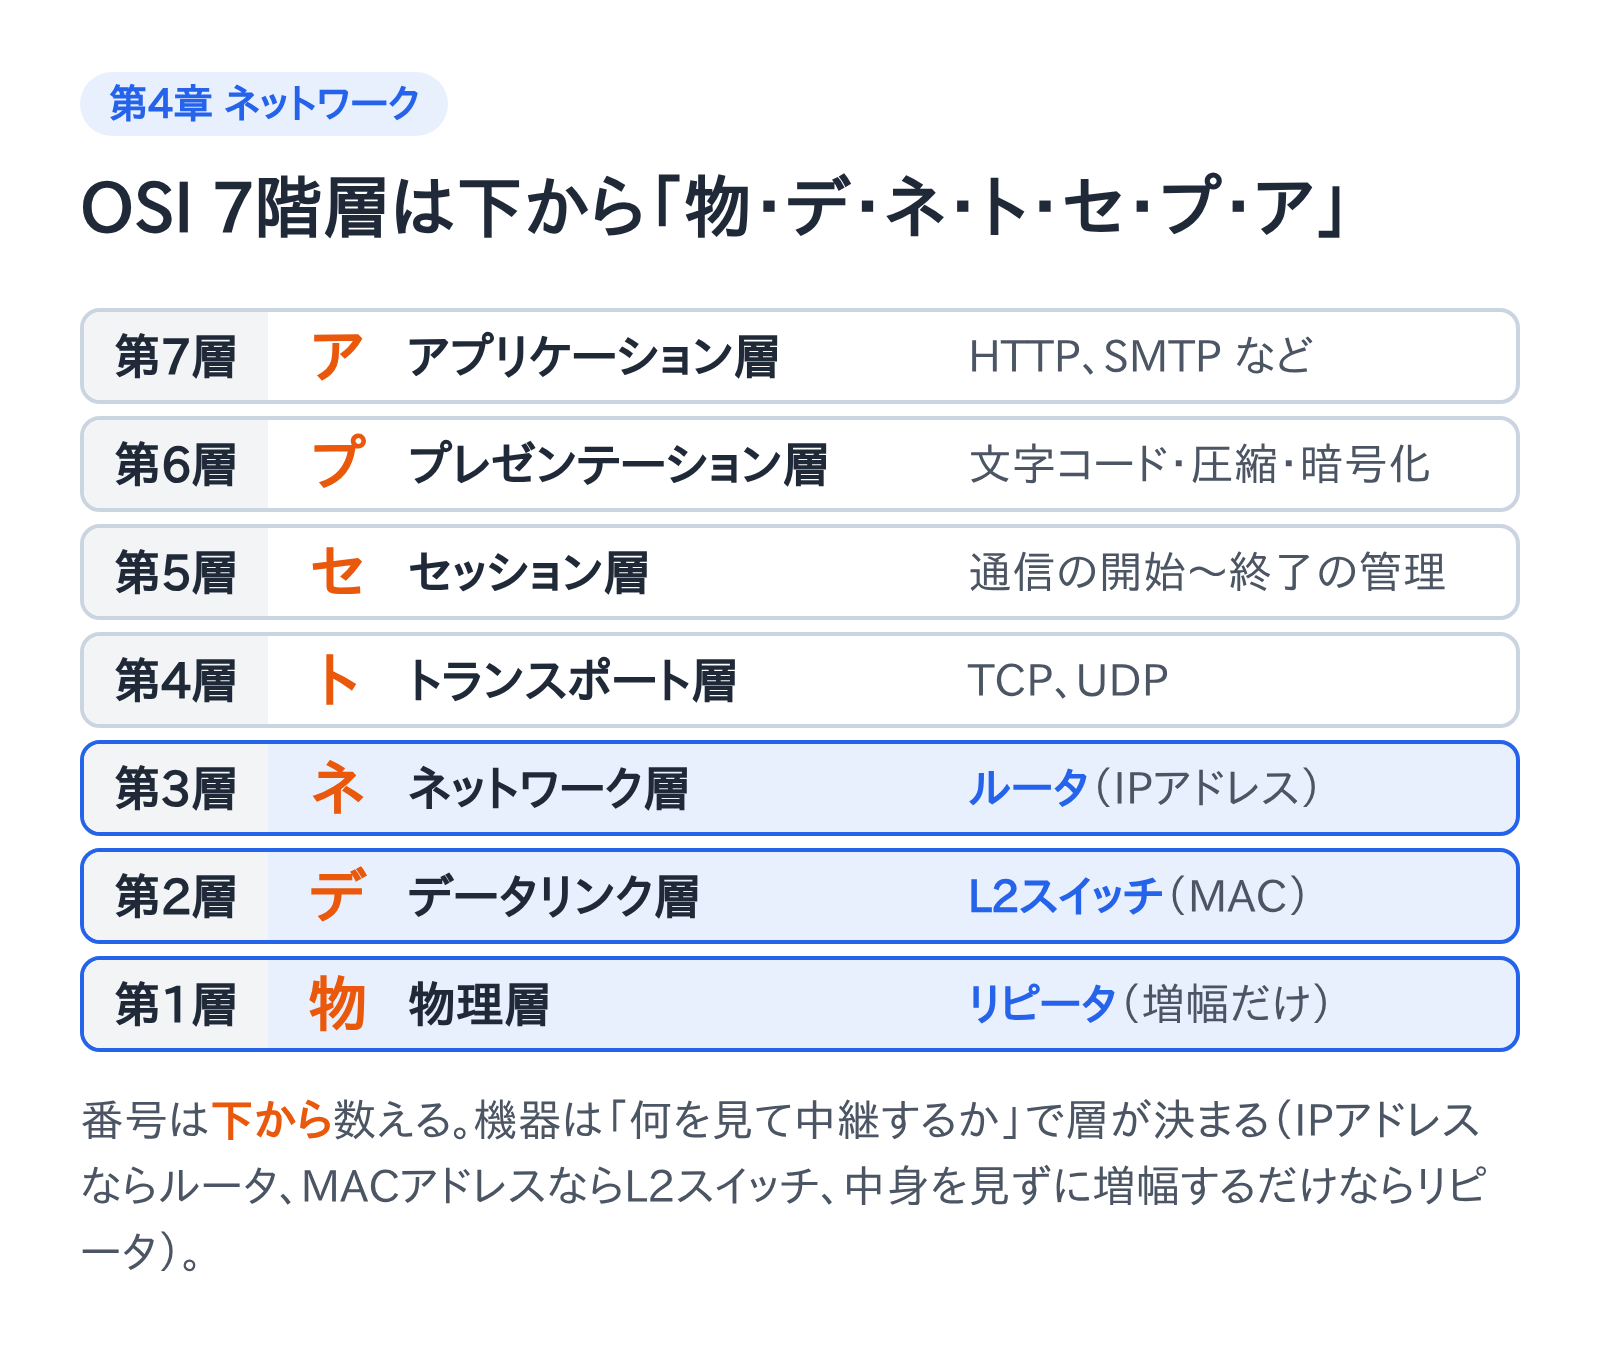 第4章 ネットワーク
OSI 7階層は下から「物・デ・ネ・ト・セ・プ・ア」
第7層 ア アプリケーション層 HTTP、SMTP など
第6層 プ プレゼンテーション層 文字コード・圧縮・暗号化
第5層 セ セッション層 通信の開始〜終了の管理
第4層 ト トランスポート層 TCP、UDP
第3層 ネ ネットワーク層 ルータ（IPアドレス）
第2層 デ データリンク層 L2スイッチ（MAC）
第1層 物 物理層 リピータ（増幅だけ）
番号は下から数える。機器は「何を見て中継するか」で層が決まる（IPアドレス
ならルータ、MACアドレスならL2スイッチ、中身を見ずに増幅するだけならリピ
ータ）。